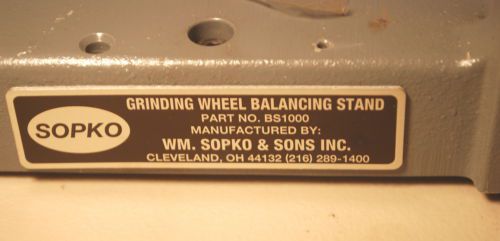 SOPKO
GRINDING WHEEL BALANCING STAND
PART NO. BS1000
MANUFACTURED BY:
WM. SOPKO & SONS INC.
CLEVELAND, OH 44132 (216) 289-1400